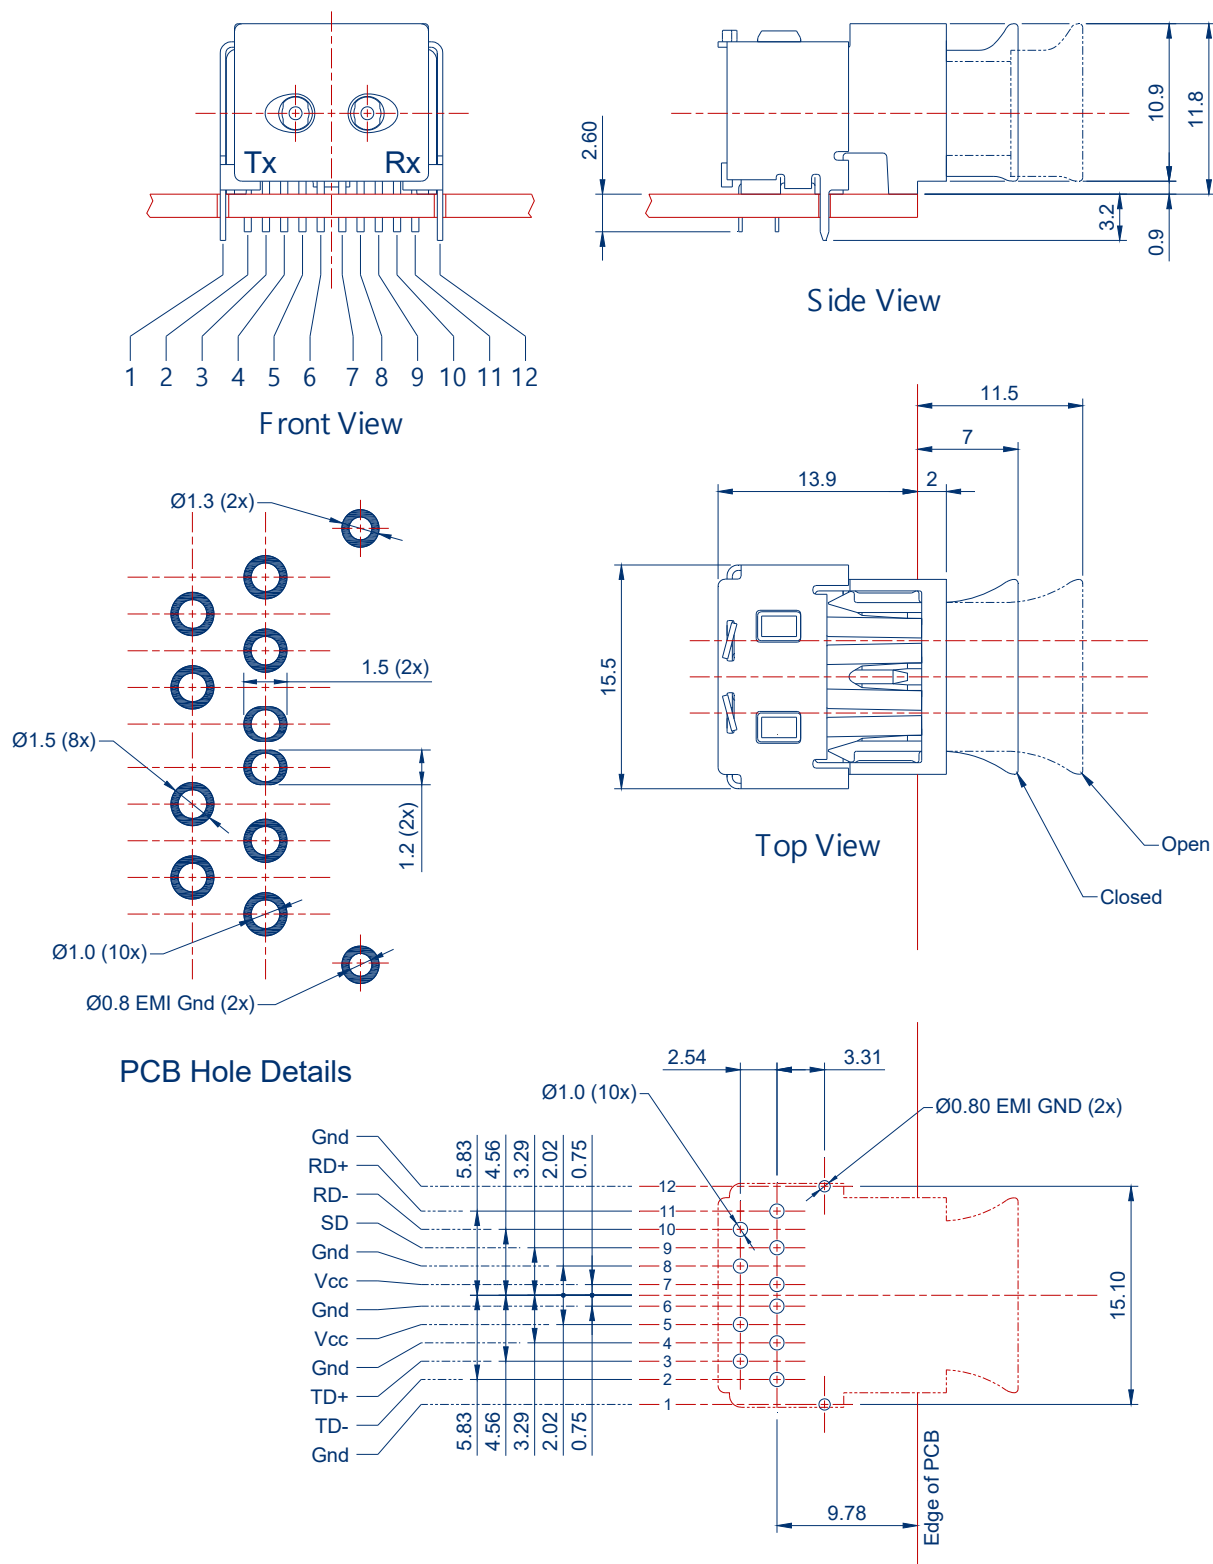 Tx Rx
1 2 3 4 5 6 7 8 9 10 11 12
Front View
2.60
10.9
11.8
3.2
0.9
Side View
11.5
7
13.9 2
15.5
Top View
Open
Closed
Ø1.3 (2x)
1.5 (2x)
Ø1.5 (8x)
1.2 (2x)
Ø1.0 (10x)
Ø0.8 EMI Gnd (2x)
PCB Hole Details
2.54 3.31
Ø1.0 (10x)
Ø0.80 EMI GND (2x)
5.83 4.56 3.29 2.02 0.75
Gnd 12
RD+ 11
RD- 10
SD 9
Gnd 8
Vcc 7
Gnd 6
Vcc 5
Gnd 4
TD+ 3
TD- 2
Gnd 1
5.83 4.56 3.29 2.02 0.75
15.10
9.78
Edge of PCB